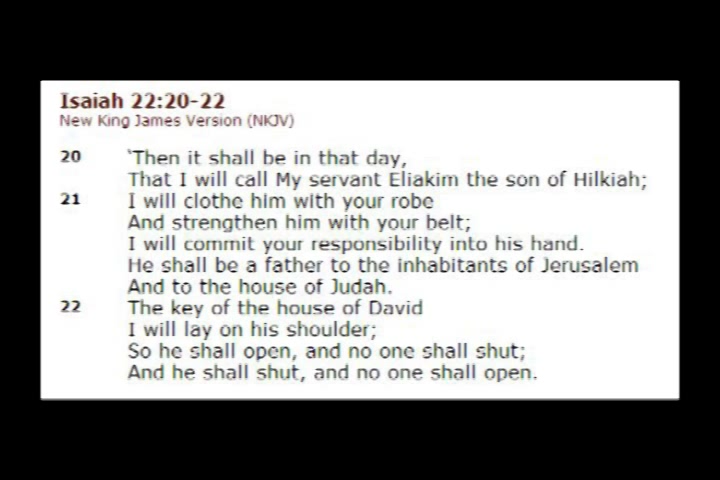 Isaiah 22:20-22
New King James Version (NKJV)
20 ‘Then it shall be in that day,
That I will call My servant Eliakim the son of Hilkiah;
21 I will clothe him with your robe
And strengthen him with your belt;
I will commit your responsibility into his hand.
He shall be a father to the inhabitants of Jerusalem
And to the house of Judah.
22 The key of the house of David
I will lay on his shoulder;
So he shall open, and no one shall shut;
And he shall shut, and no one shall open.